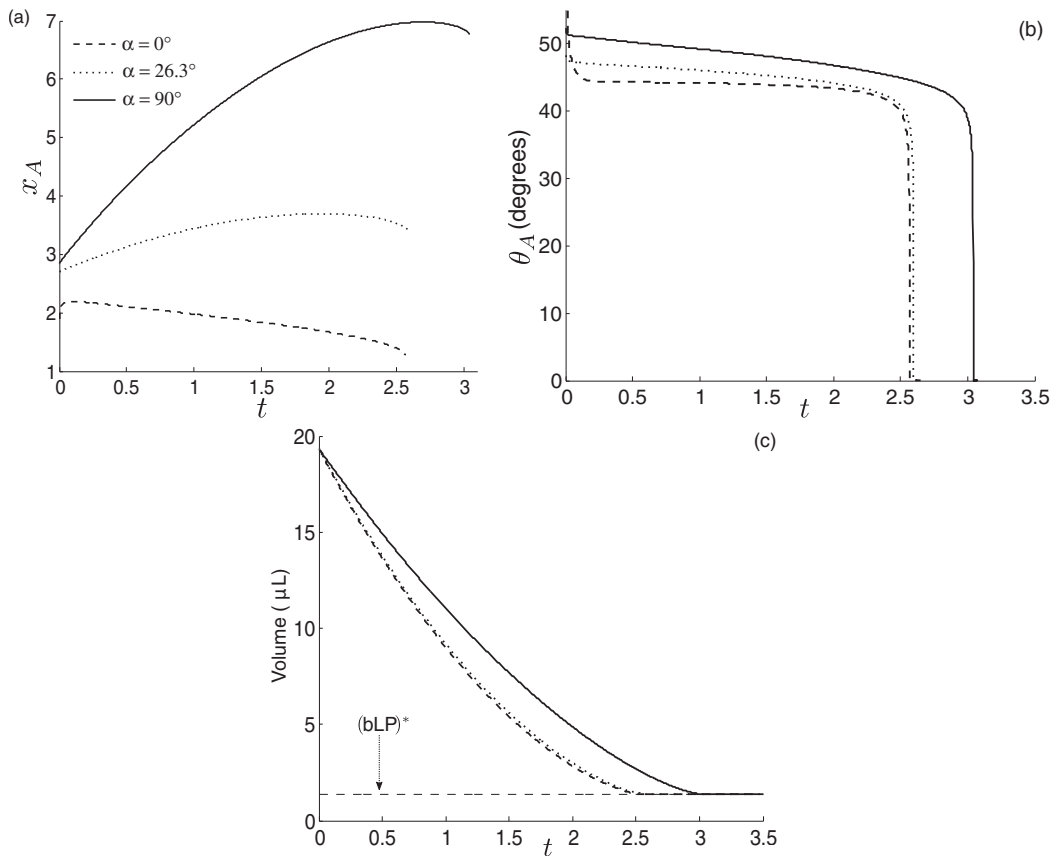 (a)
7
6
5
4
3
2
1
x_A
α = 0°
α = 26.3°
α = 90°
0 0.5 1 1.5 2 2.5 3
t
(b)
50
40
30
20
10
0
θ_A (degrees)
0 0.5 1 1.5 2 2.5 3 3.5
t
(c)
20
15
10
5
0
Volume ( μL)
(bLP)*
0 0.5 1 1.5 2 2.5 3 3.5
t